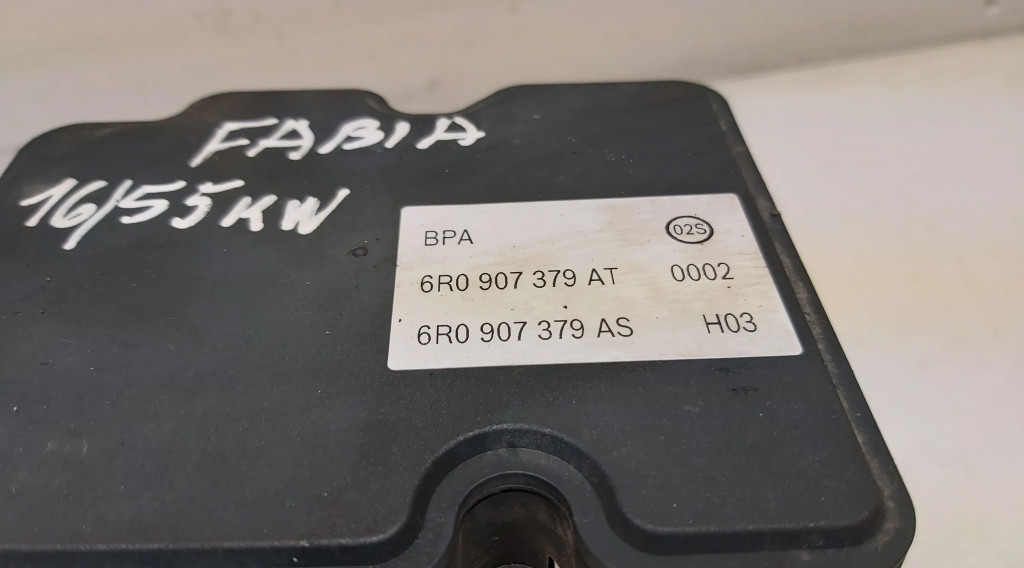 FABIA
16/55KW
BPA 02S
6R0 907 379 AT 0002
6R0 907 379 AS H03